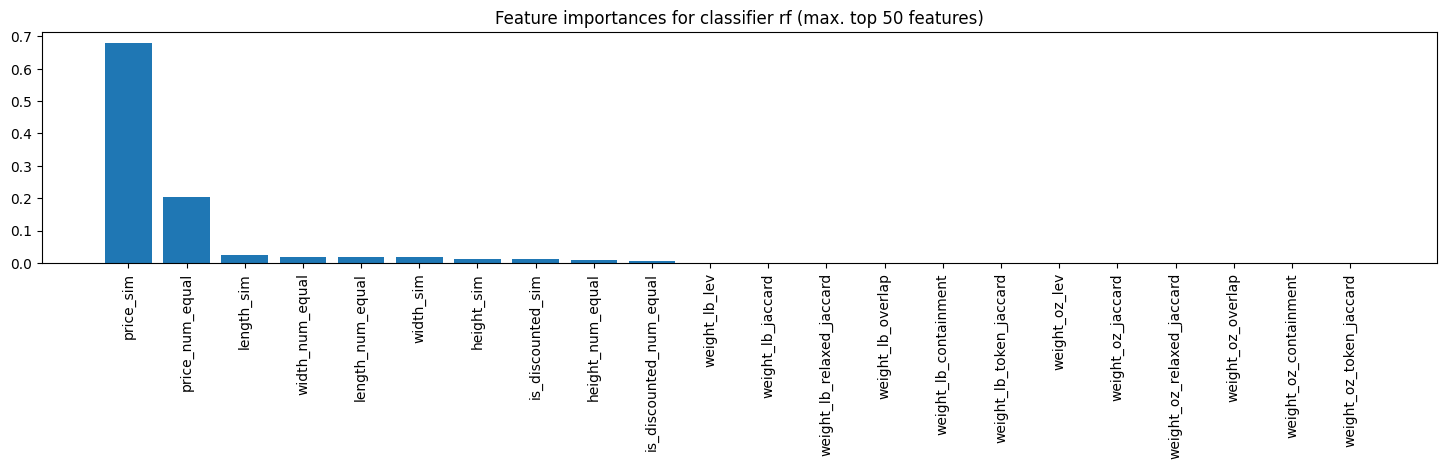 Feature importances for classifier rf (max. top 50 features)
0.7
0.6
0.5
0.4
0.3
0.2
0.1
0.0
price_sim
price_num_equal
length_sim
width_num_equal
length_num_equal
width_sim
height_sim
is_discounted_sim
height_num_equal
is_discounted_num_equal
weight_lb_lev
weight_lb_jaccard
weight_lb_relaxed_jaccard
weight_lb_overlap
weight_lb_containment
weight_lb_token_jaccard
weight_oz_lev
weight_oz_jaccard
weight_oz_relaxed_jaccard
weight_oz_overlap
weight_oz_containment
weight_oz_token_jaccard